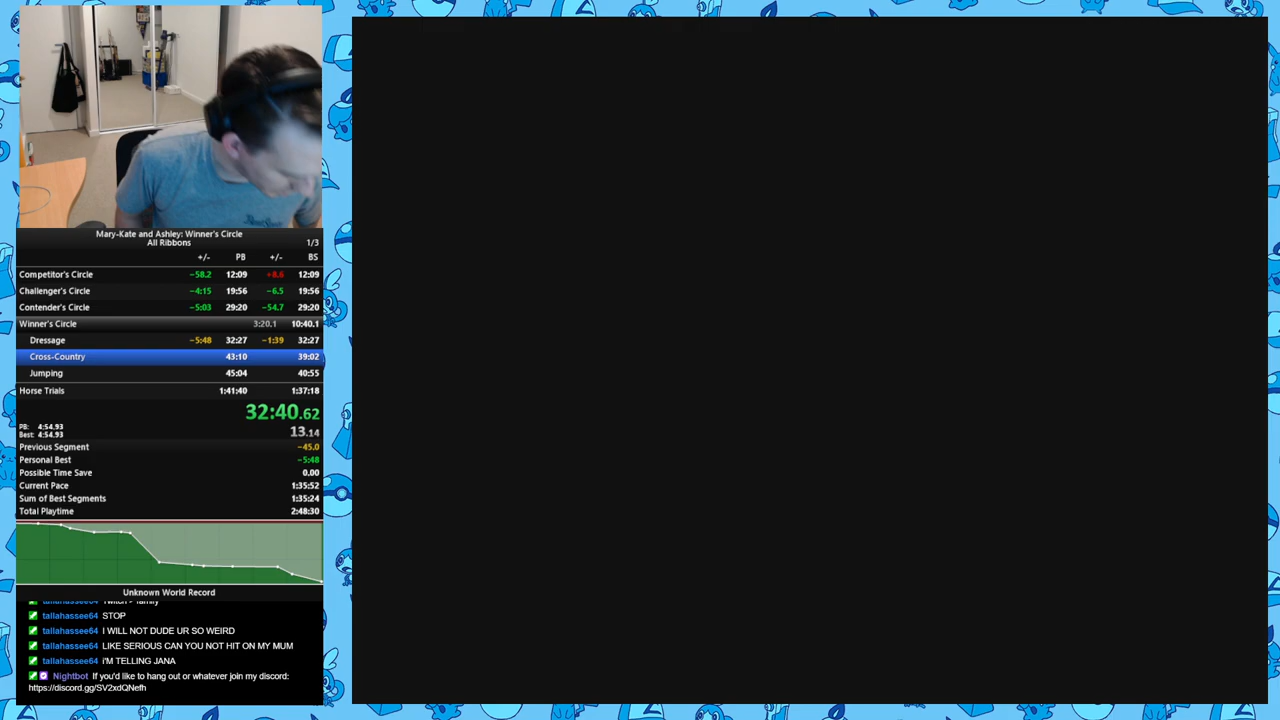 Mary-Kate and Ashley: Winner's Circle
All Ribbons 1/3
+/- PB +/- BS
Competitor's Circle −58.2 12:09 +8.6 12:09
Challenger's Circle −4:15 19:56 −6.5 19:56
Contender's Circle −5:03 29:20 −54.7 29:20
Winner's Circle 3:20.1 10:40.1
Dressage −5:48 32:27 −1:39 32:27
Cross-Country 43:10 39:02
Jumping 45:04 40:55
Horse Trials 1:41:40 1:37:18
32:40.62
PB: 4:54.93
Best: 4:54.93
13.14
Previous Segment −45.0
Personal Best −5:48
Possible Time Save 0.00
Current Pace 1:35:52
Sum of Best Segments 1:35:24
Total Playtime 2:48:30
Unknown World Record
tallahassee64 Twitch > family
tallahassee64 STOP
tallahassee64 I WILL NOT DUDE UR SO WEIRD
tallahassee64 LIKE SERIOUS CAN YOU NOT HIT ON MY MUM
tallahassee64 i'M TELLING JANA
Nightbot If you'd like to hang out or whatever join my discord:
https://discord.gg/SV2xdQNefh